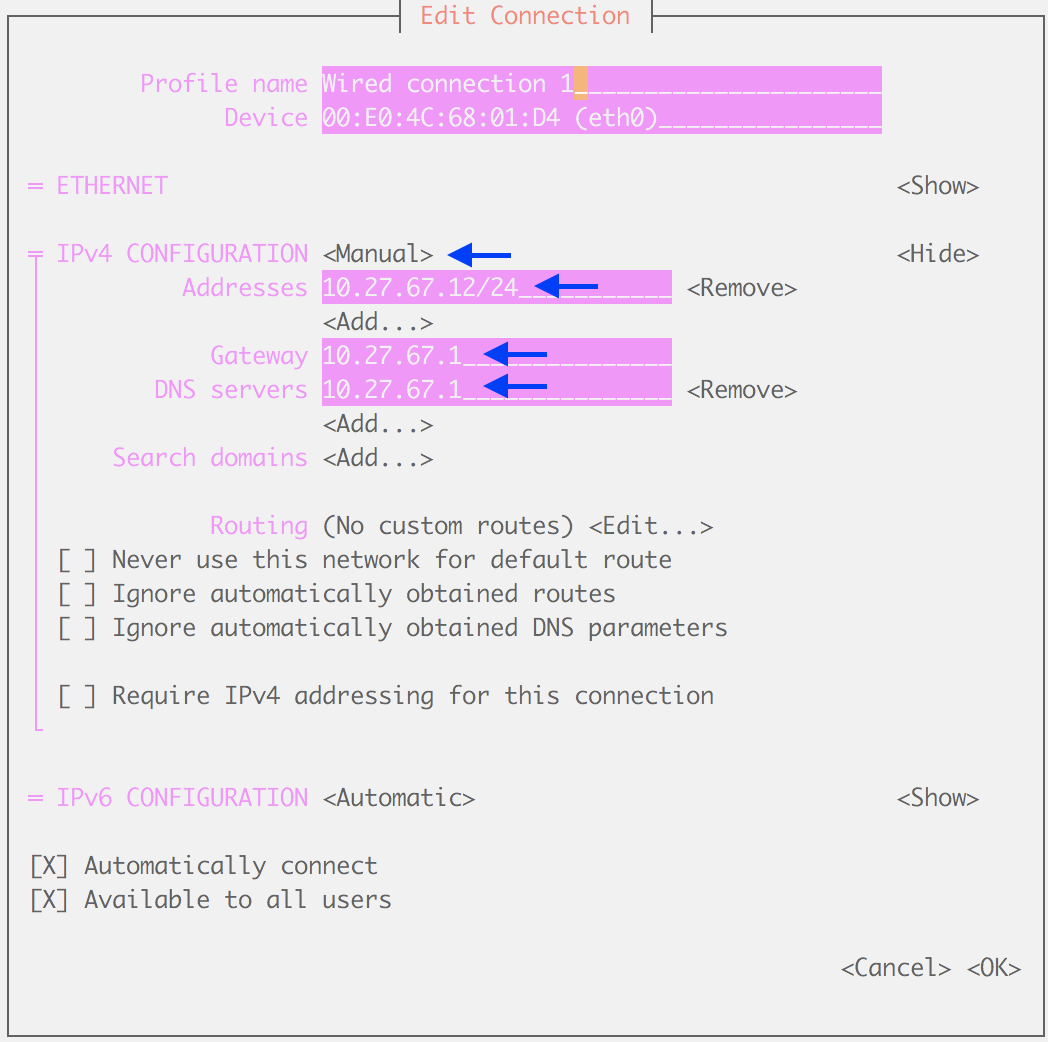 Edit Connection
Profile name Wired connection 1
Device 00:E0:4C:68:01:D4 (eth0)
= ETHERNET <Show>
= IPv4 CONFIGURATION <Manual> <Hide>
Addresses 10.27.67.12/24 <Remove>
<Add...>
Gateway 10.27.67.1
DNS servers 10.27.67.1 <Remove>
<Add...>
Search domains <Add...>
Routing (No custom routes) <Edit...>
[ ] Never use this network for default route
[ ] Ignore automatically obtained routes
[ ] Ignore automatically obtained DNS parameters
[ ] Require IPv4 addressing for this connection
= IPv6 CONFIGURATION <Automatic> <Show>
[X] Automatically connect
[X] Available to all users
<Cancel> <OK>